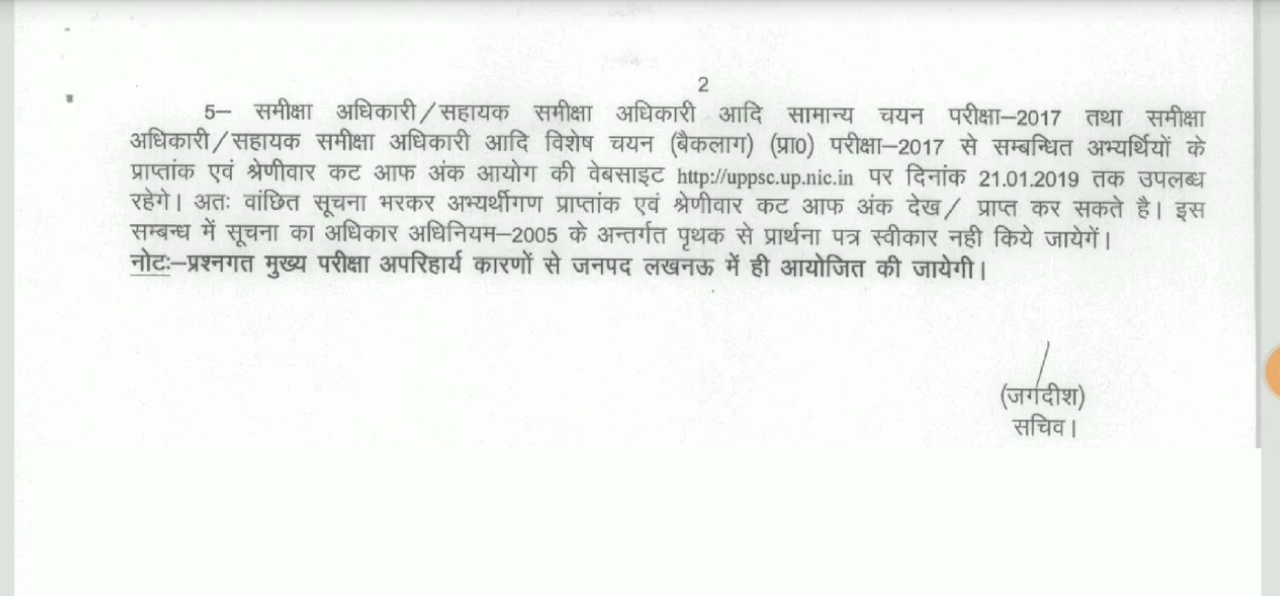 2
5– समीक्षा अधिकारी/सहायक समीक्षा अधिकारी आदि सामान्य चयन परीक्षा–2017 तथा समीक्षा
अधिकारी/सहायक समीक्षा अधिकारी आदि विशेष चयन (बैकलाग) (प्रा0) परीक्षा–2017 से सम्बन्धित अभ्यर्थियों के
प्राप्तांक एवं श्रेणीवार कट आफ अंक आयोग की वेबसाइट http://uppsc.up.nic.in पर दिनांक 21.01.2019 तक उपलब्ध
रहेगे। अतः वांछित सूचना भरकर अभ्यर्थीगण प्राप्तांक एवं श्रेणीवार कट आफ अंक देख/ प्राप्त कर सकते है। इस
सम्बन्ध में सूचना का अधिकार अधिनियम–2005 के अन्तर्गत पृथक से प्रार्थना पत्र स्वीकार नही किये जायेगें।
नोटः–प्रश्नगत मुख्य परीक्षा अपरिहार्य कारणों से जनपद लखनऊ में ही आयोजित की जायेगी।
(जगदीश)
सचिव।